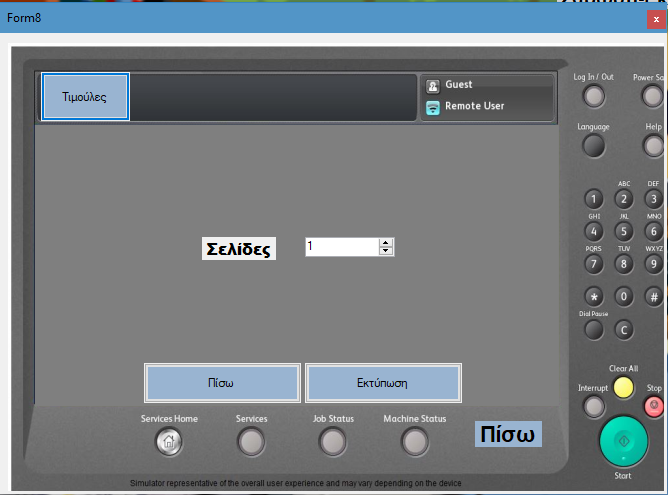 Form8
x
Τιμούλες
Guest
Remote User
Log In / Out
Power Sa
Language
Help
ABC
DEF
1
2
3
GHI
JKL
MNO
4
5
6
PQRS
TUV
WXYZ
7
8
9
*
0
#
Dial Pause
C
Σελίδες
1
Πίσω
Εκτύπωση
Clear All
Interrupt
Stop
Services Home
Services
Job Status
Machine Status
Πίσω
Start
Simulator representative of the overall user experience and may vary depending on the device